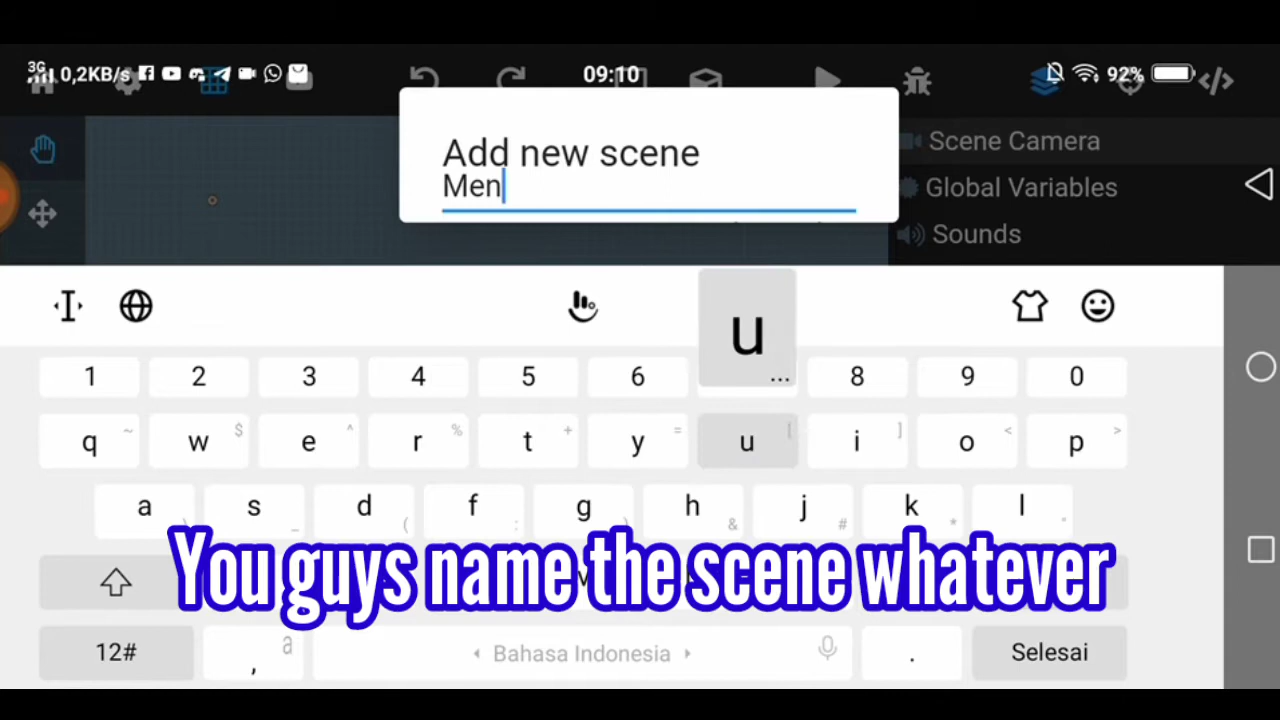 3G 0,2KB/s 09:10 92%
</>
Add new scene
Men
Scene Camera
Global Variables
Sounds
u
...
1 2 3 4 5 6 8 9 0
q ~ w $ e ^ r % t + y = u [ i ] o < p >
a s _ d ( f : g h & j # k * l
You guys name the scene whatever
12# , a Bahasa Indonesia . Selesai